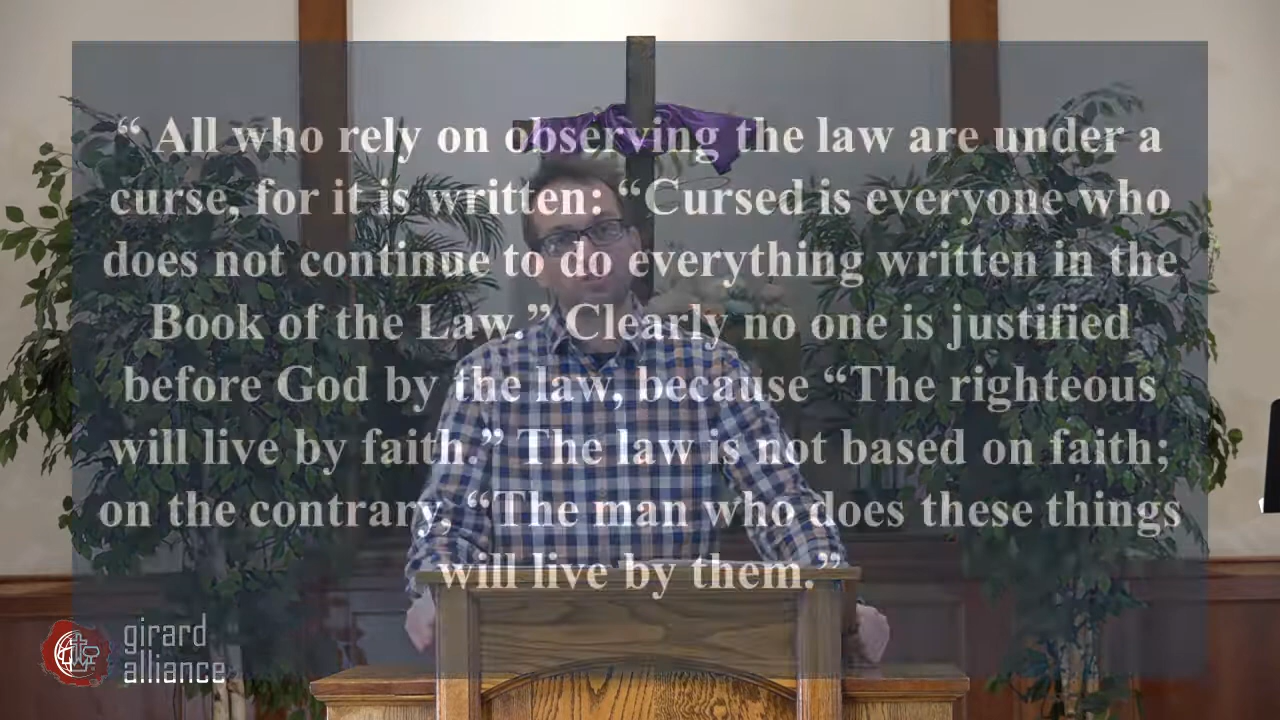 “ All who rely on observing the law are under a
curse, for it is written: “Cursed is everyone who
does not continue to do everything written in the
Book of the Law.” Clearly no one is justified
before God by the law, because “The righteous
will live by faith.” The law is not based on faith;
on the contrary, “The man who does these things
will live by them.”
girard
alliance